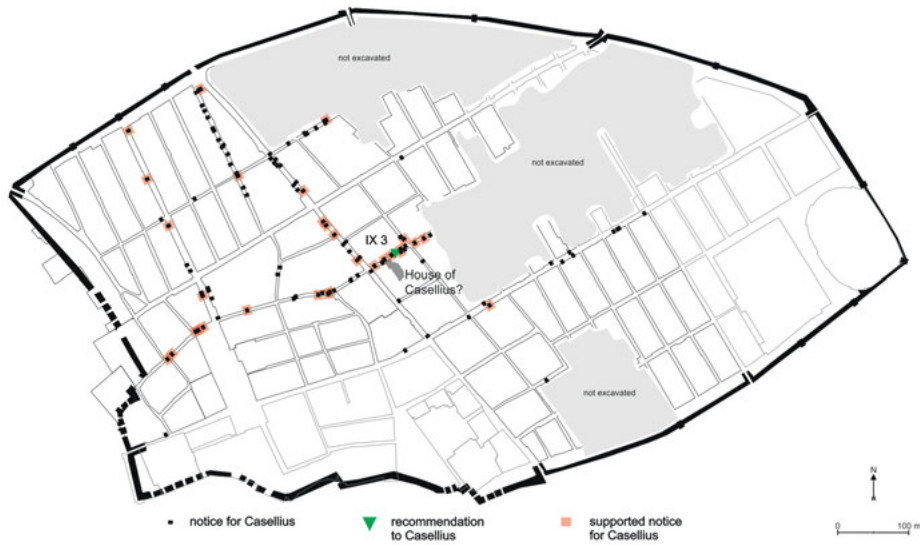 not excavated
not excavated
IX 3
House of
Casellius?
not excavated
N
notice for Casellius
recommendation
to Casellius
supported notice
for Casellius
0
100 m